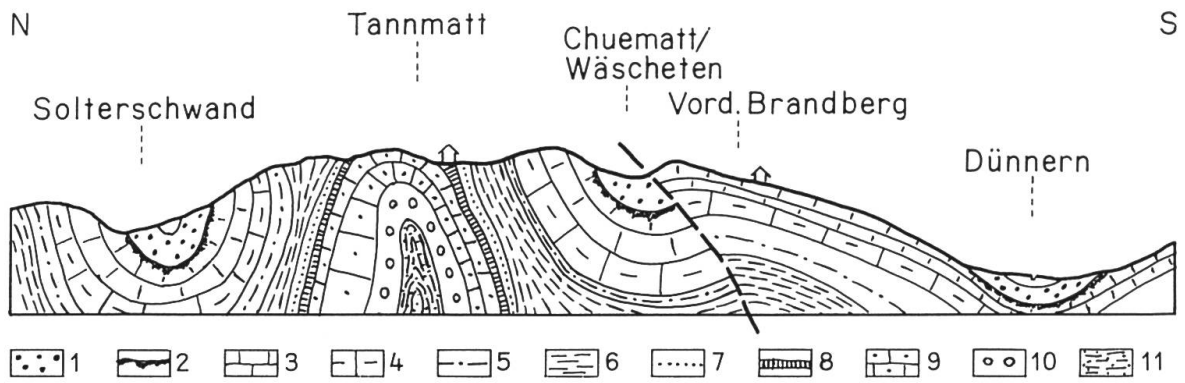 N
S
Tannmatt
Chuematt/
Wäscheten
Solterschwand
Vord. Brandberg
Dünnern
1 2 3 4 5 6 7 8 9 10 11